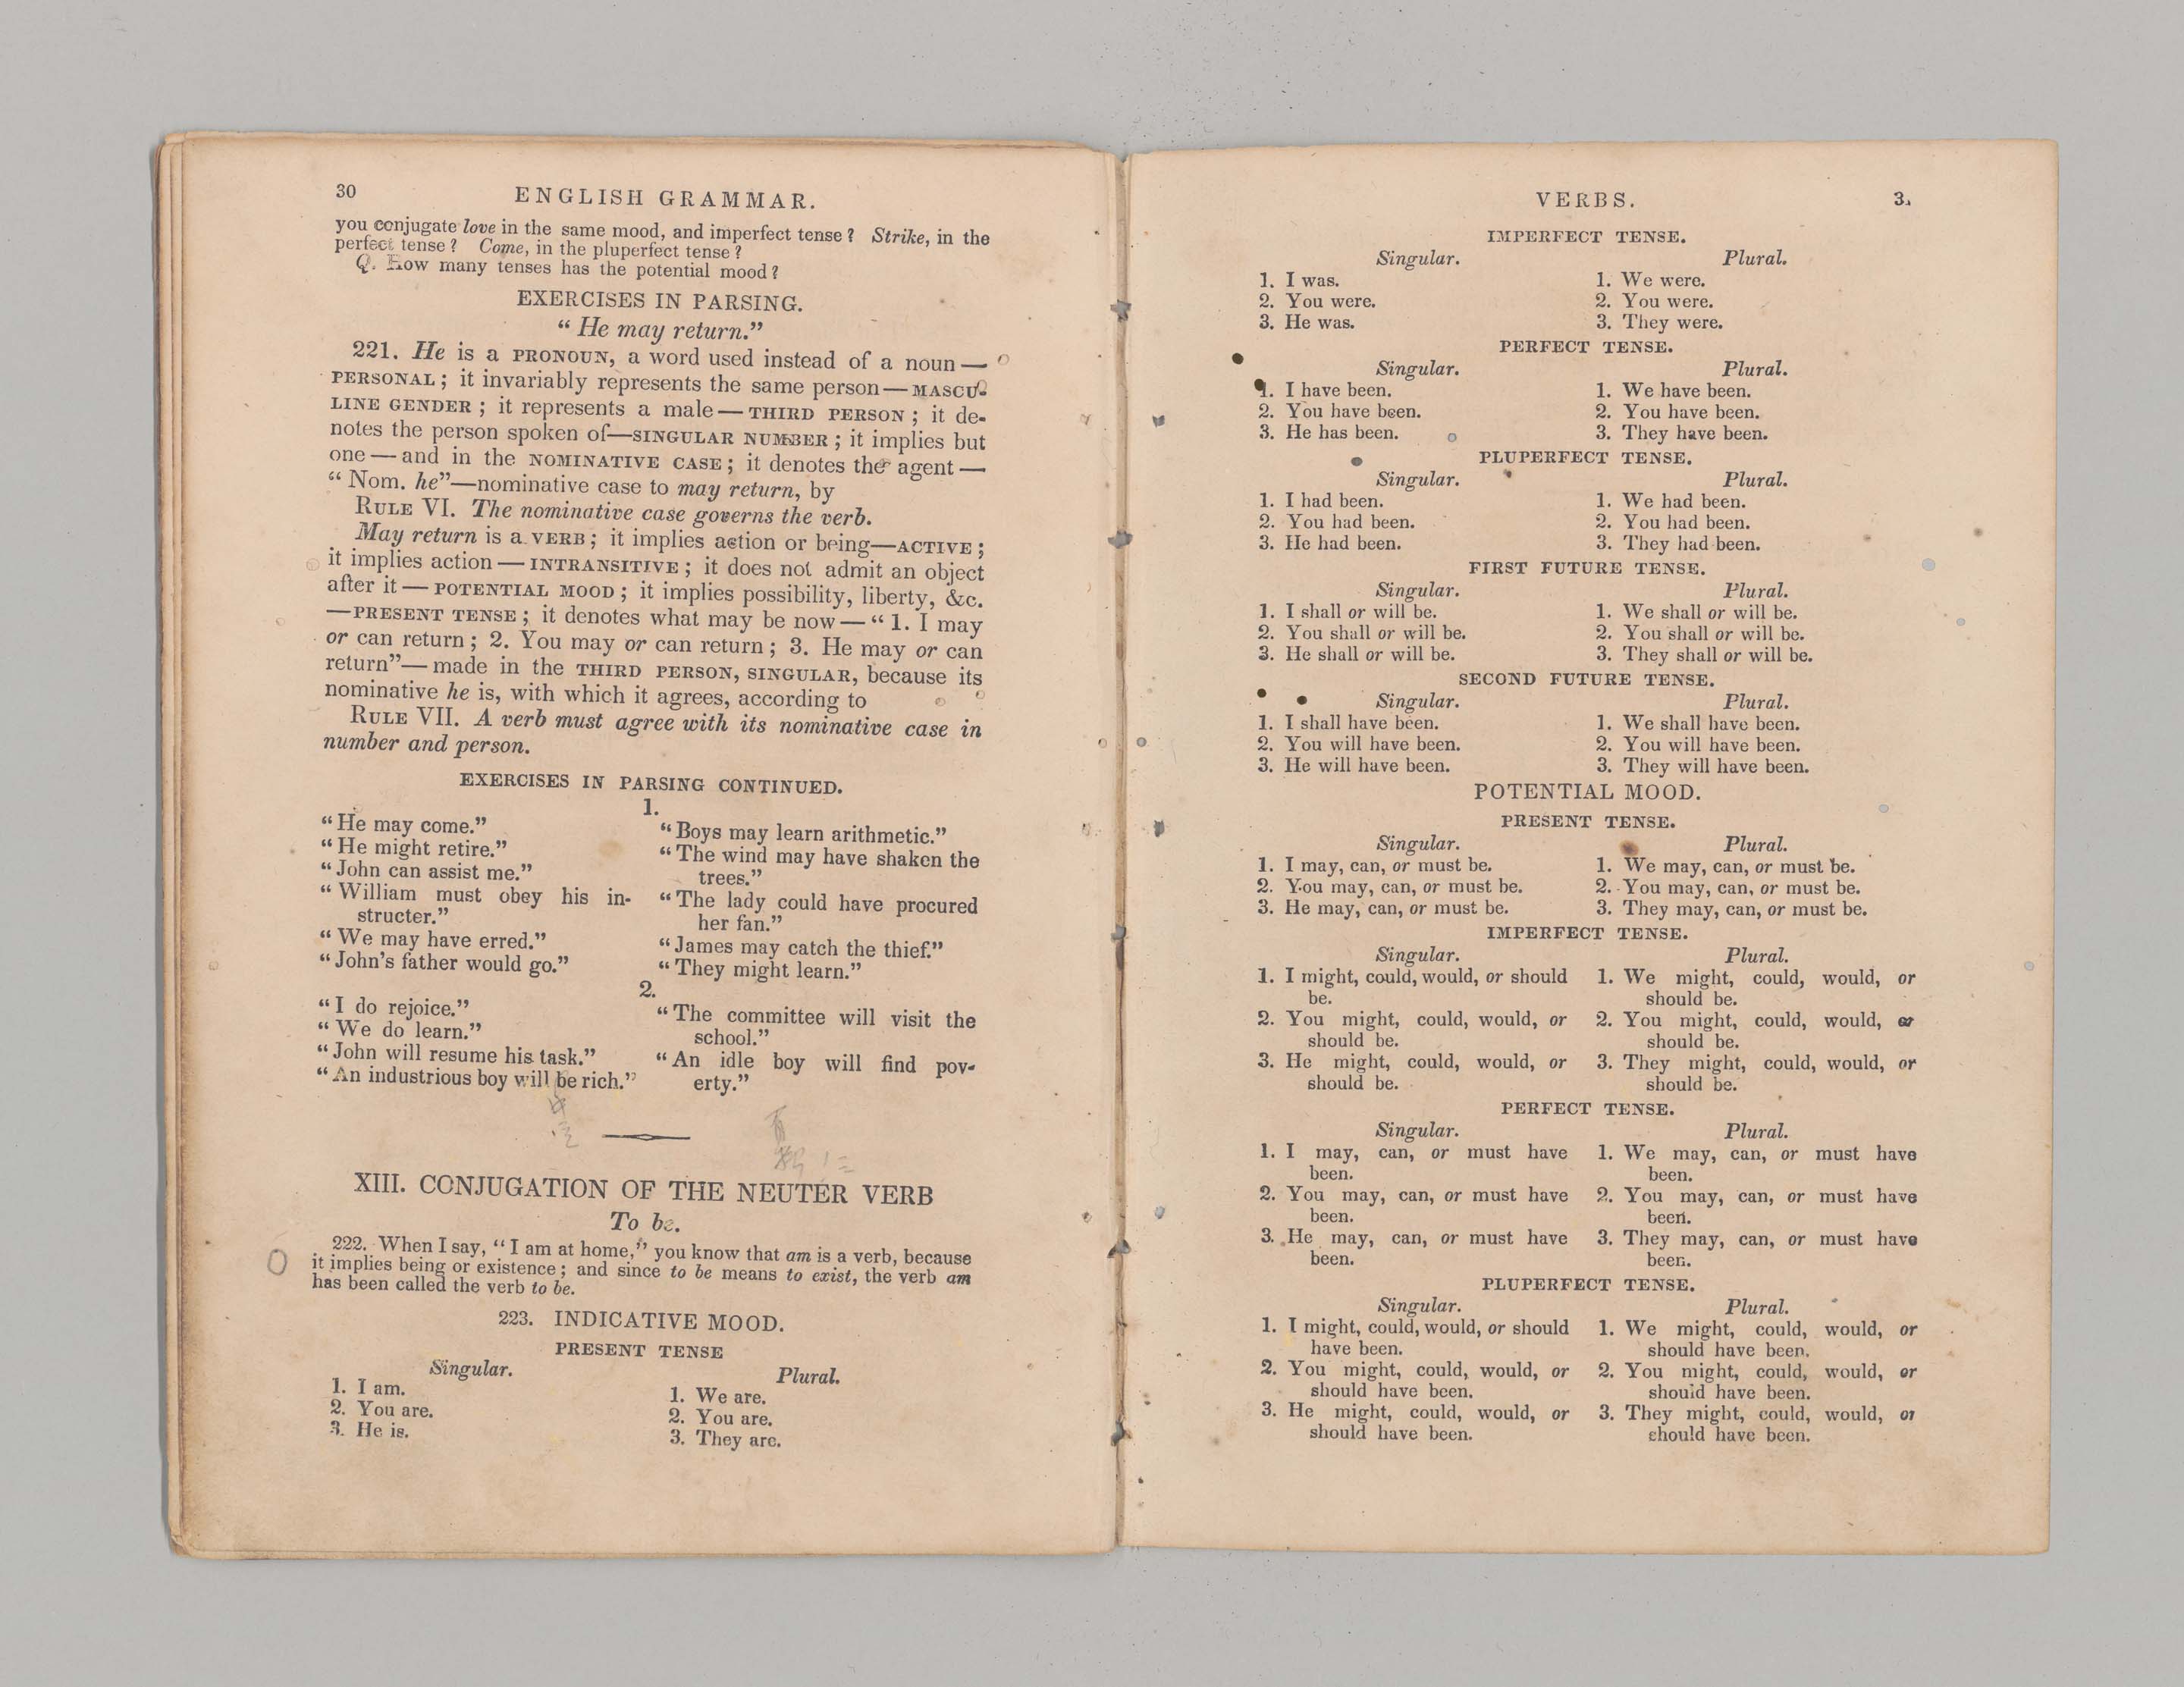 30 ENGLISH GRAMMAR.
you conjugate love in the same mood, and imperfect tense? Strike, in the
perfect tense? Come, in the pluperfect tense?
Q. How many tenses has the potential mood?
EXERCISES IN PARSING.
“He may return.”
221. He is a PRONOUN, a word used instead of a noun—
PERSONAL; it invariably represents the same person—MASCU-
LINE GENDER; it represents a male—THIRD PERSON; it de-
notes the person spoken of—SINGULAR NUMBER; it implies but
one—and in the NOMINATIVE CASE; it denotes the agent—
“Nom. he”—nominative case to may return, by
RULE VI. The nominative case governs the verb.
May return is a VERB; it implies action or being—ACTIVE;
it implies action—INTRANSITIVE; it does not admit an object
after it—POTENTIAL MOOD; it implies possibility, liberty, &c.
—PRESENT TENSE; it denotes what may be now—“1. I may
or can return; 2. You may or can return; 3. He may or can
return”—made in the THIRD PERSON, SINGULAR, because its
nominative he is, with which it agrees, according to
RULE VII. A verb must agree with its nominative case in
number and person.
EXERCISES IN PARSING CONTINUED.
1.
“He may come.”
“He might retire.”
“John can assist me.”
“William must obey his in-
structer.”
“We may have erred.”
“John’s father would go.”
“Boys may learn arithmetic.”
“The wind may have shaken the
trees.”
“The lady could have procured
her fan.”
“James may catch the thief.”
“They might learn.”
2.
“I do rejoice.”
“We do learn.”
“John will resume his task.”
“An industrious boy will be rich.”
“The committee will visit the
school.”
“An idle boy will find pov-
erty.”
XIII. CONJUGATION OF THE NEUTER VERB
To be.
222. When I say, “I am at home,” you know that am is a verb, because
it implies being or existence; and since to be means to exist, the verb am
has been called the verb to be.
223. INDICATIVE MOOD.
PRESENT TENSE
Singular. Plural.
1. I am. 1. We are.
2. You are. 2. You are.
3. He is. 3. They are.
VERBS. 3
IMPERFECT TENSE.
Singular. Plural.
1. I was. 1. We were.
2. You were. 2. You were.
3. He was. 3. They were.
PERFECT TENSE.
Singular. Plural.
1. I have been. 1. We have been.
2. You have been. 2. You have been.
3. He has been. 3. They have been.
PLUPERFECT TENSE.
Singular. Plural.
1. I had been. 1. We had been.
2. You had been. 2. You had been.
3. He had been. 3. They had been.
FIRST FUTURE TENSE.
Singular. Plural.
1. I shall or will be. 1. We shall or will be.
2. You shall or will be. 2. You shall or will be.
3. He shall or will be. 3. They shall or will be.
SECOND FUTURE TENSE.
Singular. Plural.
1. I shall have been. 1. We shall have been.
2. You will have been. 2. You will have been.
3. He will have been. 3. They will have been.
POTENTIAL MOOD.
PRESENT TENSE.
Singular. Plural.
1. I may, can, or must be. 1. We may, can, or must be.
2. You may, can, or must be. 2. You may, can, or must be.
3. He may, can, or must be. 3. They may, can, or must be.
IMPERFECT TENSE.
Singular. Plural.
1. I might, could, would, or should 1. We might, could, would, or
be. should be.
2. You might, could, would, or 2. You might, could, would, or
should be. should be.
3. He might, could, would, or 3. They might, could, would, or
should be. should be.
PERFECT TENSE.
Singular. Plural.
1. I may, can, or must have 1. We may, can, or must have
been. been.
2. You may, can, or must have 2. You may, can, or must have
been. been.
3. He may, can, or must have 3. They may, can, or must have
been. been.
PLUPERFECT TENSE.
Singular. Plural.
1. I might, could, would, or should 1. We might, could, would, or
have been. should have been.
2. You might, could, would, or 2. You might, could, would, or
should have been. should have been.
3. He might, could, would, or 3. They might, could, would, or
should have been. should have been.